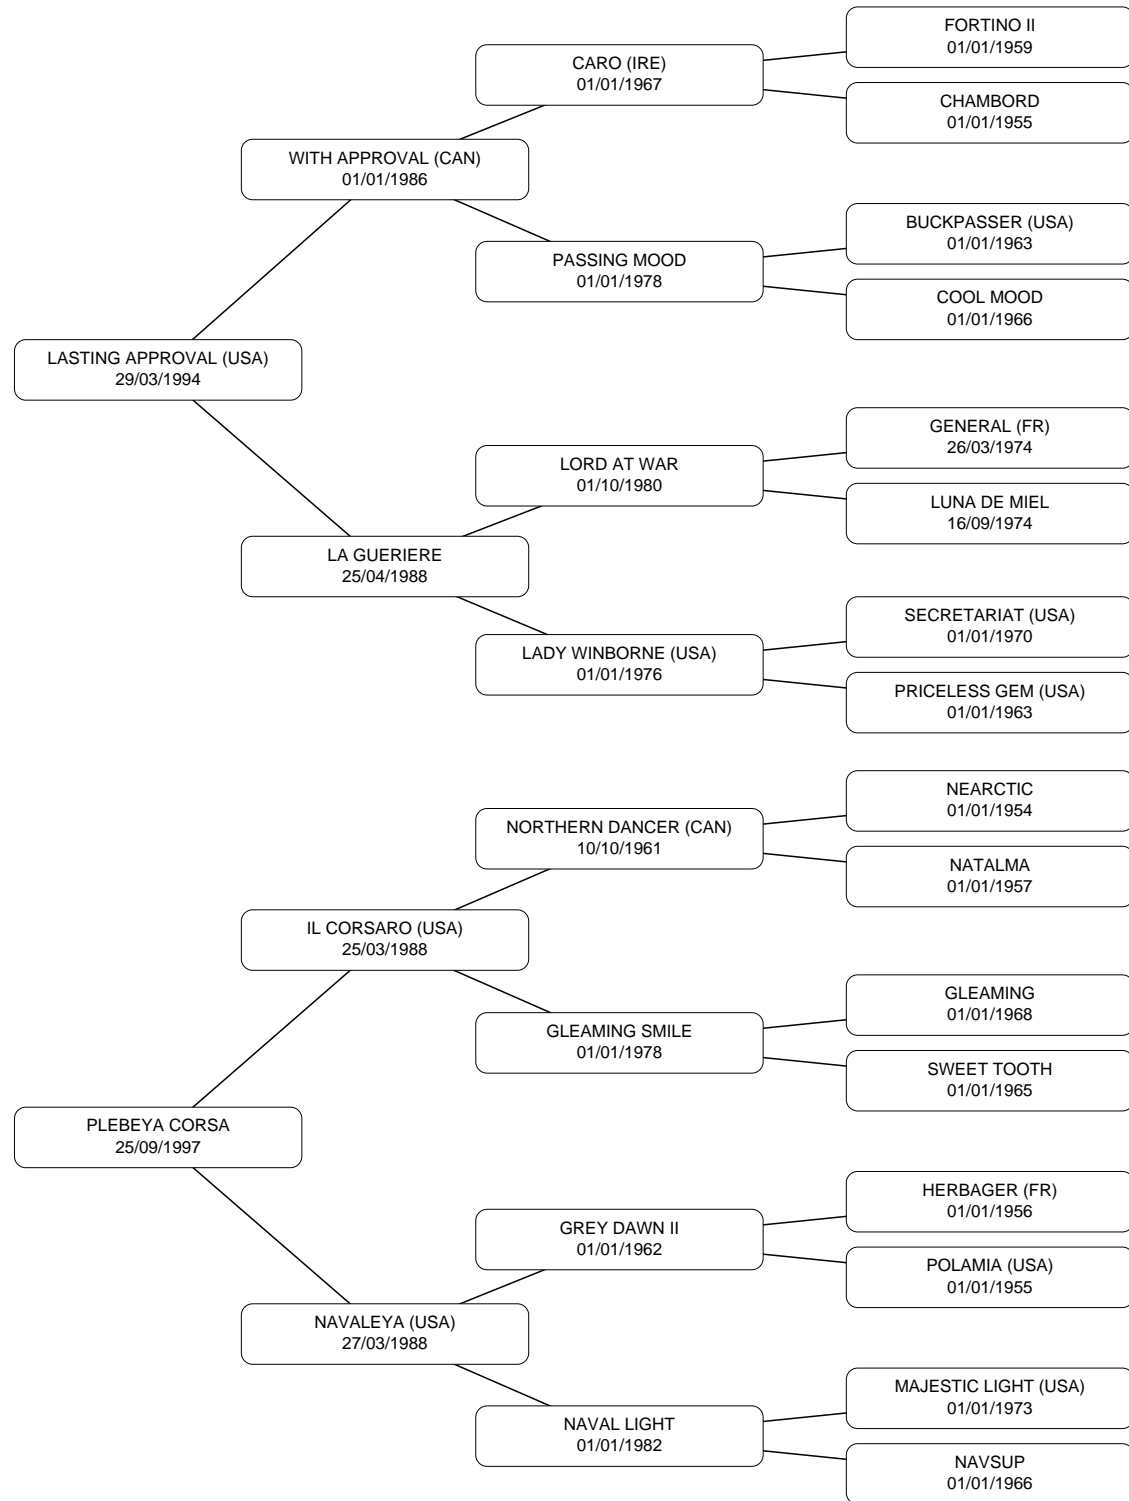 FORTINO II
01/01/1959
CARO (IRE)
01/01/1967
CHAMBORD
01/01/1955
WITH APPROVAL (CAN)
01/01/1986
BUCKPASSER (USA)
01/01/1963
PASSING MOOD
01/01/1978
COOL MOOD
01/01/1966
LASTING APPROVAL (USA)
29/03/1994
GENERAL (FR)
26/03/1974
LORD AT WAR
01/10/1980
LUNA DE MIEL
16/09/1974
LA GUERIERE
25/04/1988
SECRETARIAT (USA)
01/01/1970
LADY WINBORNE (USA)
01/01/1976
PRICELESS GEM (USA)
01/01/1963
NEARCTIC
01/01/1954
NORTHERN DANCER (CAN)
10/10/1961
NATALMA
01/01/1957
IL CORSARO (USA)
25/03/1988
GLEAMING
01/01/1968
GLEAMING SMILE
01/01/1978
SWEET TOOTH
01/01/1965
PLEBEYA CORSA
25/09/1997
HERBAGER (FR)
01/01/1956
GREY DAWN II
01/01/1962
POLAMIA (USA)
01/01/1955
NAVALEYA (USA)
27/03/1988
MAJESTIC LIGHT (USA)
01/01/1973
NAVAL LIGHT
01/01/1982
NAVSUP
01/01/1966